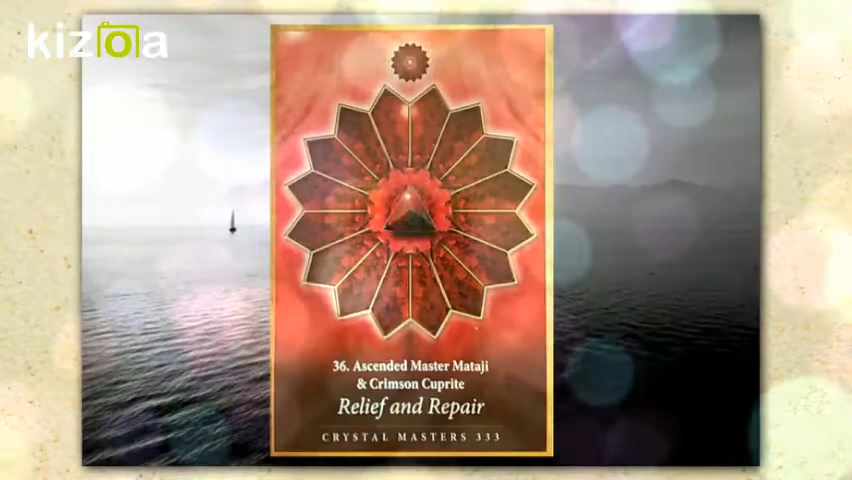 kizoa
36. Ascended Master Mataji
& Crimson Cuprite
Relief and Repair
CRYSTAL MASTERS 333